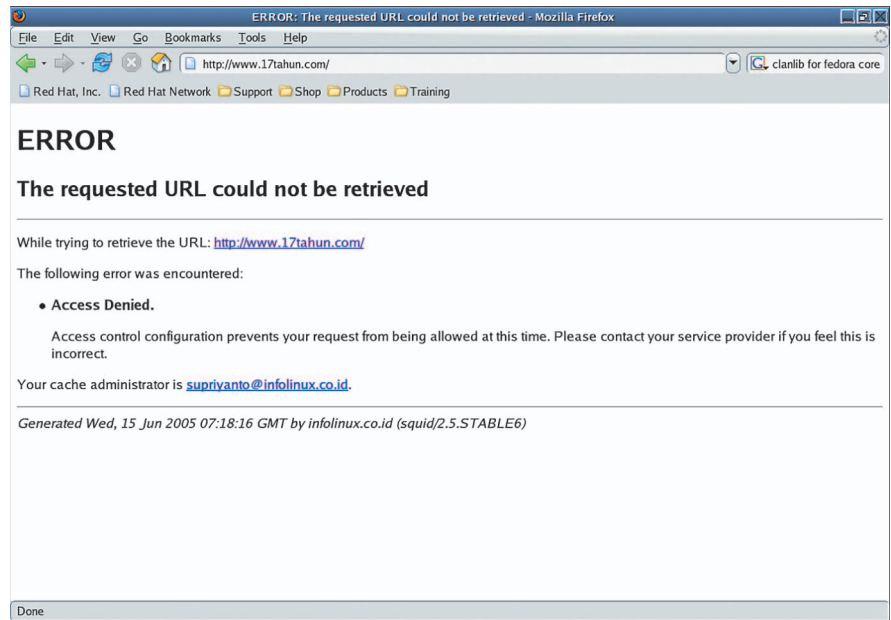 ERROR: The requested URL could not be retrieved - Mozilla Firefox
File Edit View Go Bookmarks Tools Help
http://www.17tahun.com/ G clanlib for fedora core
Red Hat, Inc. Red Hat Network Support Shop Products Training
ERROR
The requested URL could not be retrieved
While trying to retrieve the URL: http://www.17tahun.com/
The following error was encountered:
• Access Denied.
Access control configuration prevents your request from being allowed at this time. Please contact your service provider if you feel this is
incorrect.
Your cache administrator is supriyanto@infolinux.co.id.
Generated Wed, 15 Jun 2005 07:18:16 GMT by infolinux.co.id (squid/2.5.STABLE6)
Done